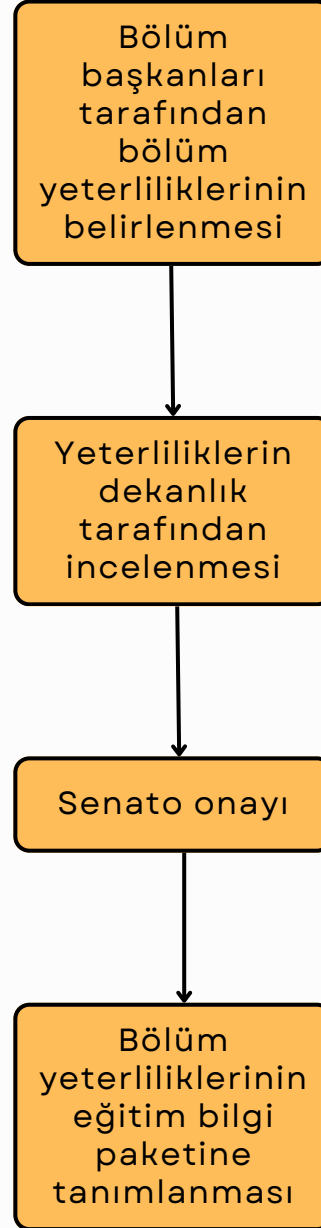 Bölüm
başkanları
tarafından
bölüm
yeterliliklerinin
belirlenmesi
Yeterliliklerin
dekanlık
tarafından
incelenmesi
Senato onayı
Bölüm
yeterliliklerinin
eğitim bilgi
paketine
tanımlanması